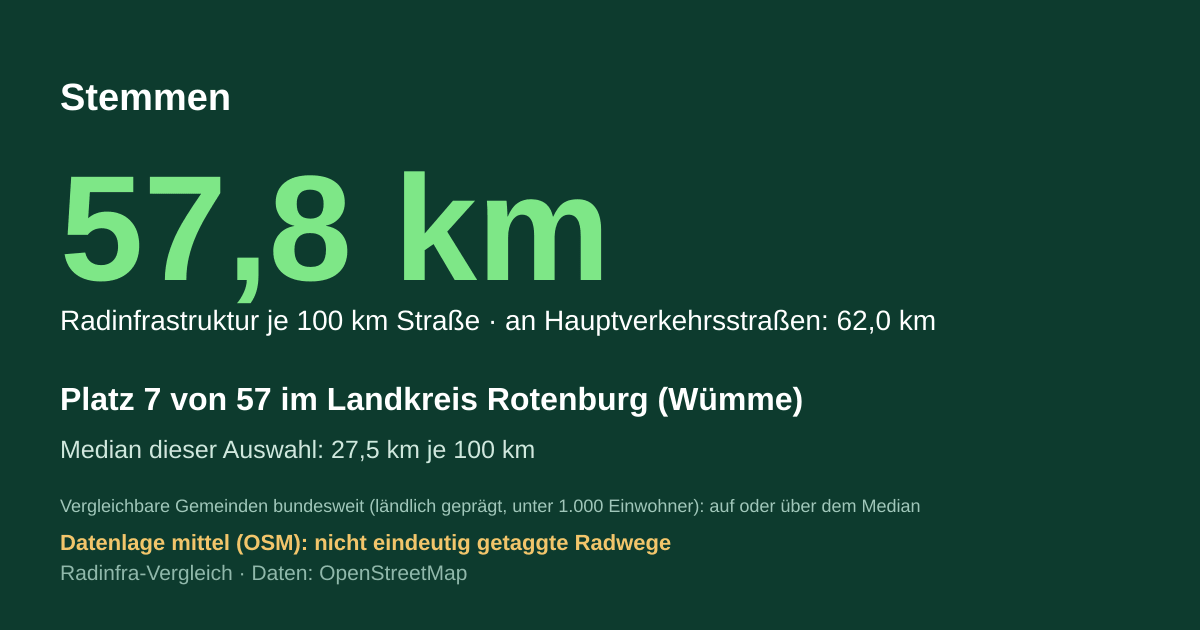 Stemmen
57,8 km
Radinfrastruktur je 100 km Straße · an Hauptverkehrsstraßen: 62,0 km
Platz 7 von 57 im Landkreis Rotenburg (Wümme)
Median dieser Auswahl: 27,5 km je 100 km
Vergleichbare Gemeinden bundesweit (ländlich geprägt, unter 1.000 Einwohner): auf oder über dem Median
Datenlage mittel (OSM): nicht eindeutig getaggte Radwege
Radinfra-Vergleich · Daten: OpenStreetMap